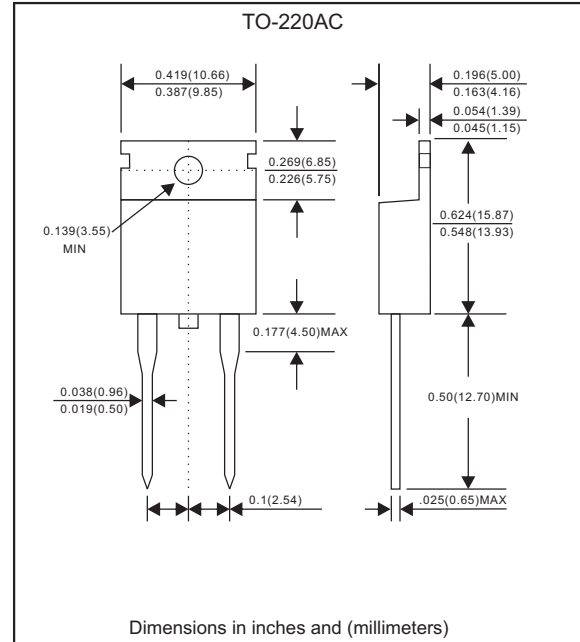 TO-220AC
0.419(10.66)
0.387(9.85)
0.196(5.00)
0.163(4.16)
0.054(1.39)
0.045(1.15)
0.269(6.85)
0.226(5.75)
0.139(3.55)
MIN
0.624(15.87)
0.548(13.93)
0.177(4.50)MAX
0.038(0.96)
0.019(0.50)
0.50(12.70)MIN
0.1(2.54)
.025(0.65)MAX
Dimensions in inches and (millimeters)